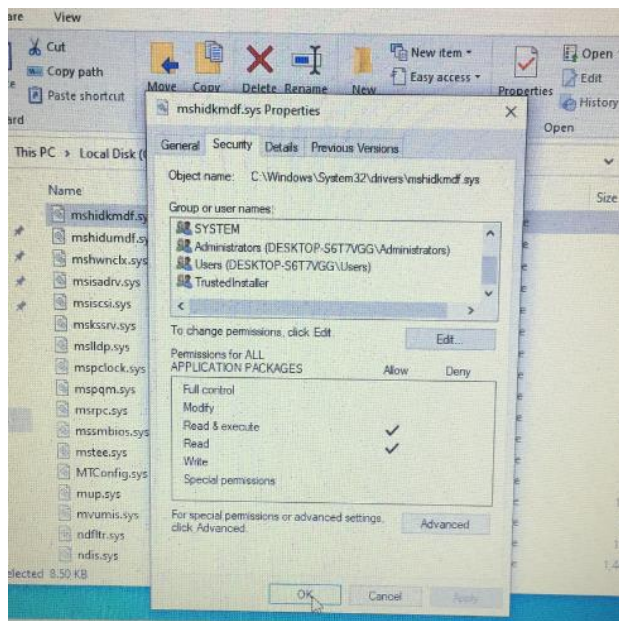 are View
Cut
Copy path
Paste shortcut
Move Copy Delete Rename New
New item
Easy access
Properties
Open
Edit
History
ard
Open
This PC > Local Disk (
Name
Size
mshidkmdf.sy
mshidumdf.sy
mshwnclx.sys
msisadrv.sys
msiscsi.sys
mskssrv.sys
mslldp.sys
mspclock.sys
mspqm.sys
msrpc.sys
mssmbios.sys
mstee.sys
MTConfig.sys
mup.sys
mvumis.sys
ndfltr.sys
ndis.sys
elected 8.50 KB
mshidkmdf.sys Properties
General Security Details Previous Versions
Object name: C:\Windows\System32\drivers\mshidkmdf.sys
Group or user names:
SYSTEM
Administrators (DESKTOP-S6T7VGG\Administrators)
Users (DESKTOP-S6T7VGG\Users)
TrustedInstaller
To change permissions, click Edit.
Edit...
Permissions for ALL
APPLICATION PACKAGES Allow Deny
Full control
Modify
Read & execute
Read
Write
Special permissions
For special permissions or advanced settings,
click Advanced.
Advanced
OK Cancel Apply